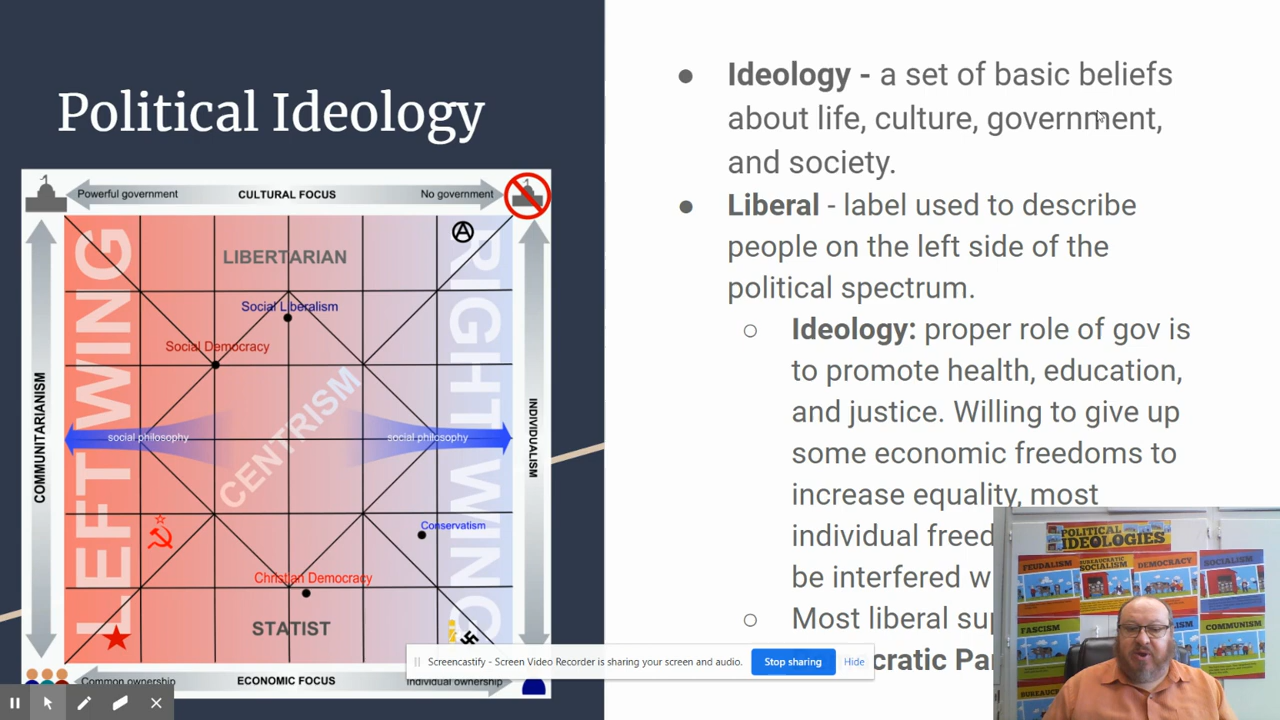 Political Ideology
Powerful government
CULTURAL FOCUS
No government
LEFT WING
RIGHT WING
LIBERTARIAN
Social Liberalism
Social Democracy
CENTRISM
COMMUNITARIANISM
INDIVIDUALISM
social philosophy
social philosophy
Conservatism
Christian Democracy
STATIST
Common ownership
ECONOMIC FOCUS
Individual ownership
● Ideology - a set of basic beliefs
about life, culture, government,
and society.
● Liberal - label used to describe
people on the left side of the
political spectrum.
○ Ideology: proper role of gov is
to promote health, education,
and justice. Willing to give up
some economic freedoms to
increase equality, most
individual freed
be interfered w
○ Most liberal sup
cratic Pa
Screencastify - Screen Video Recorder is sharing your screen and audio.
Stop sharing
Hide
POLITICAL
IDEOLOGIES
FEUDALISM
BUREAUCRATIC
SOCIALISM
DEMOCRACY
SOCIALISM
FASCISM
COMMUNISM